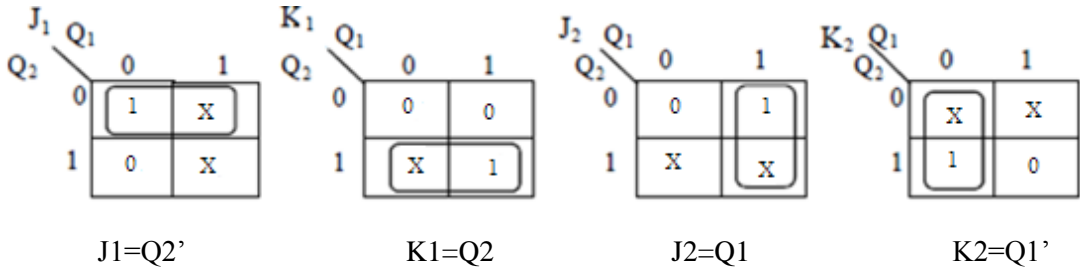 J1 Q1 K1 Q1 J2 Q1 K2 Q1
Q2 0 1 Q2 0 1 Q2 0 1 Q2 0 1
0 1 X 0 0 0 0 0 1 0 X X
1 0 X 1 X 1 1 X X 1 1 0
J1=Q2’ K1=Q2 J2=Q1 K2=Q1’